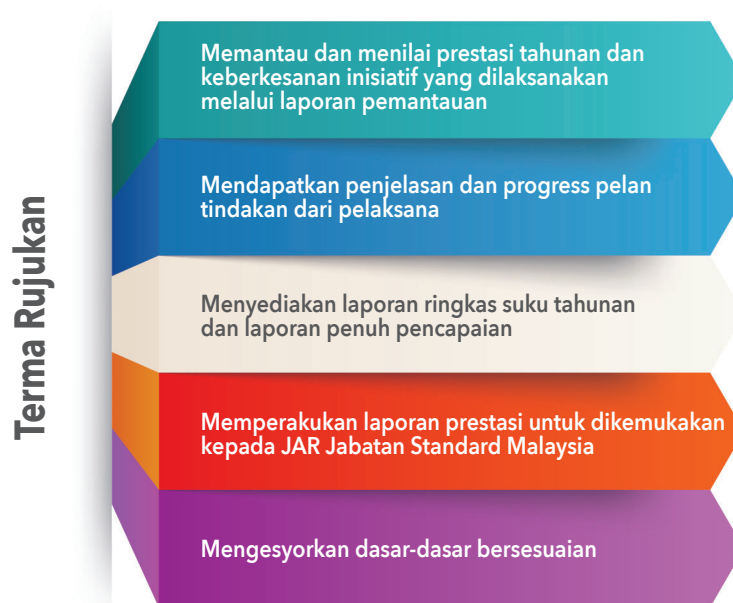 Terma Rujukan
Memantau dan menilai prestasi tahunan dan
keberkesanan inisiatif yang dilaksanakan
melalui laporan pemantauan
Mendapatkan penjelasan dan progress pelan
tindakan dari pelaksana
Menyediakan laporan ringkas suku tahunan
dan laporan penuh pencapaian
Memperakukan laporan prestasi untuk dikemukakan
kepada JAR Jabatan Standard Malaysia
Mengesyorkan dasar-dasar bersesuaian